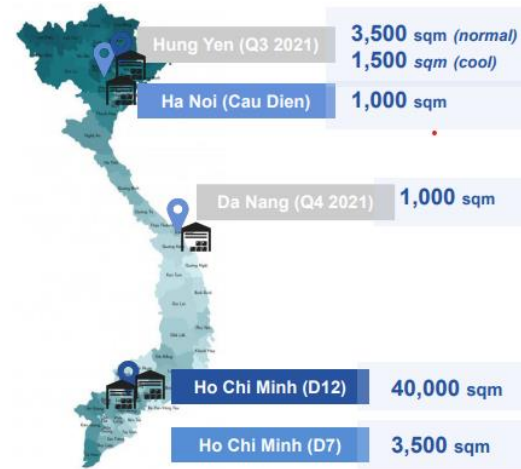 Hung Yen (Q3 2021)
3,500 sqm (normal)
1,500 sqm (cool)
Ha Noi (Cau Dien)
1,000 sqm
Da Nang (Q4 2021)
1,000 sqm
Ho Chi Minh (D12)
40,000 sqm
Ho Chi Minh (D7)
3,500 sqm